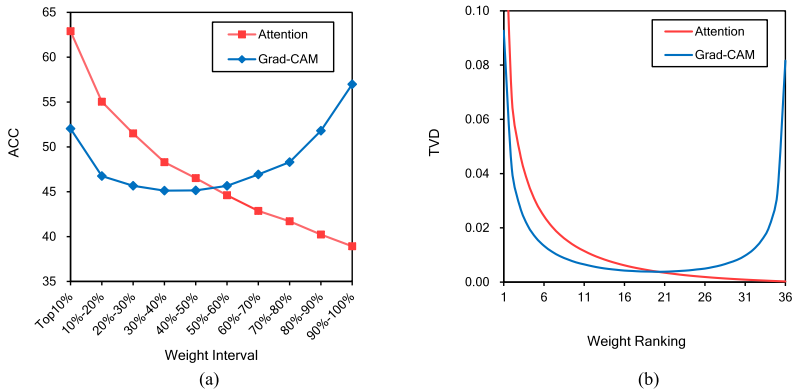 65
60
55
50
45
40
35
ACC
Attention
Grad-CAM
Top10%
10%-20%
20%-30%
30%-40%
40%-50%
50%-60%
60%-70%
70%-80%
80%-90%
90%-100%
Weight Interval
(a)
0.10
0.08
0.06
0.04
0.02
0.00
TVD
Attention
Grad-CAM
1 6 11 16 21 26 31 36
Weight Ranking
(b)